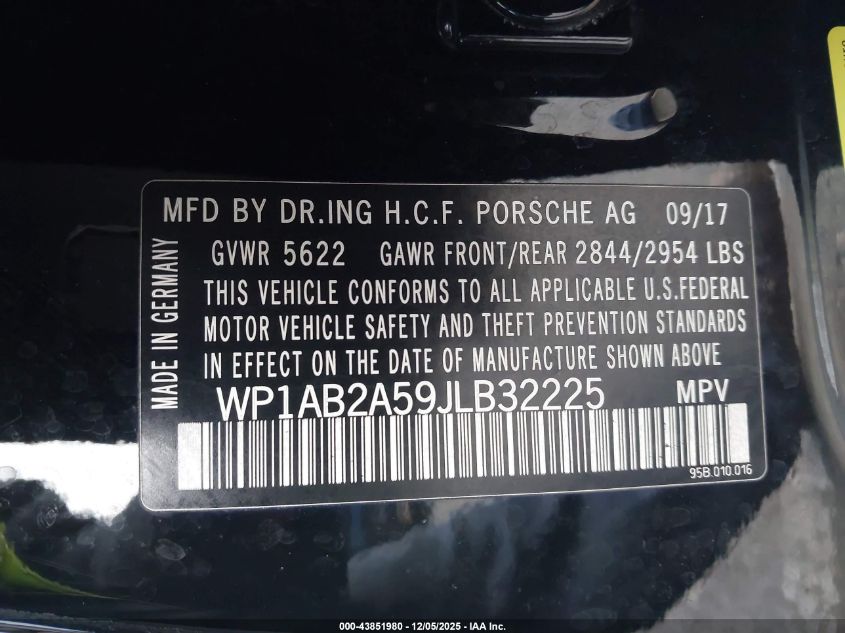 MFD BY DR.ING H.C.F. PORSCHE AG 09/17
GVWR 5622 GAWR FRONT/REAR 2844/2954 LBS
MADE IN GERMANY
THIS VEHICLE CONFORMS TO ALL APPLICABLE U.S.FEDERAL
MOTOR VEHICLE SAFETY AND THEFT PREVENTION STANDARDS
IN EFFECT ON THE DATE OF MANUFACTURE SHOWN ABOVE
WP1AB2A59JLB32225 MPV
95B.010.016
000-43851980 - 12/05/2025 - IAA Inc.